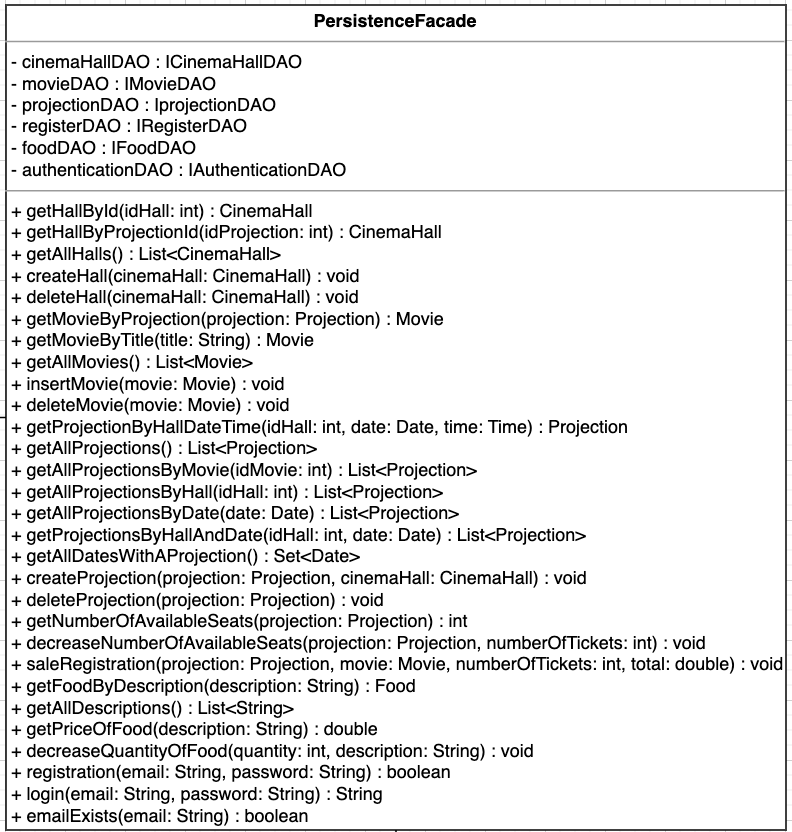 PersistenceFacade
- cinemaHallDAO : ICinemaHallDAO
- movieDAO : IMovieDAO
- projectionDAO : IprojectionDAO
- registerDAO : IRegisterDAO
- foodDAO : IFoodDAO
- authenticationDAO : IAuthenticationDAO
+ getHallById(idHall: int) : CinemaHall
+ getHallByProjectionId(idProjection: int) : CinemaHall
+ getAllHalls() : List<CinemaHall>
+ createHall(cinemaHall: CinemaHall) : void
+ deleteHall(cinemaHall: CinemaHall) : void
+ getMovieByProjection(projection: Projection) : Movie
+ getMovieByTitle(title: String) : Movie
+ getAllMovies() : List<Movie>
+ insertMovie(movie: Movie) : void
+ deleteMovie(movie: Movie) : void
+ getProjectionByHallDateTime(idHall: int, date: Date, time: Time) : Projection
+ getAllProjections() : List<Projection>
+ getAllProjectionsByMovie(idMovie: int) : List<Projection>
+ getAllProjectionsByHall(idHall: int) : List<Projection>
+ getAllProjectionsByDate(date: Date) : List<Projection>
+ getProjectionsByHallAndDate(idHall: int, date: Date) : List<Projection>
+ getAllDatesWithAProjection() : Set<Date>
+ createProjection(projection: Projection, cinemaHall: CinemaHall) : void
+ deleteProjection(projection: Projection) : void
+ getNumberOfAvailableSeats(projection: Projection) : int
+ decreaseNumberOfAvailableSeats(projection: Projection, numberOfTickets: int) : void
+ saleRegistration(projection: Projection, movie: Movie, numberOfTickets: int, total: double) : void
+ getFoodByDescription(description: String) : Food
+ getAllDescriptions() : List<String>
+ getPriceOfFood(description: String) : double
+ decreaseQuantityOfFood(quantity: int, description: String) : void
+ registration(email: String, password: String) : boolean
+ login(email: String, password: String) : String
+ emailExists(email: String) : boolean